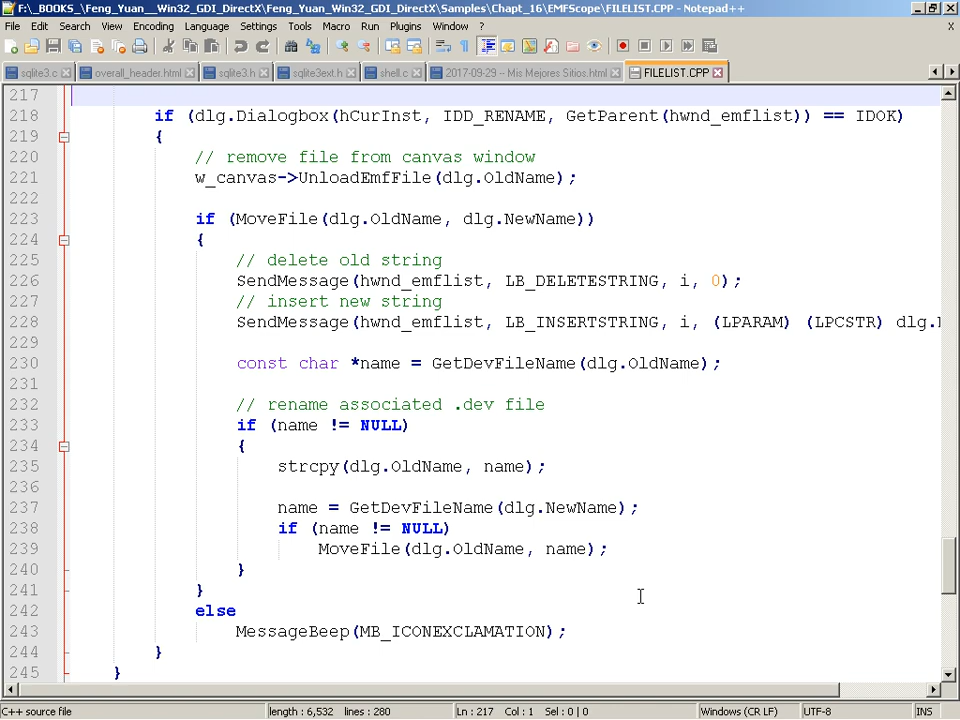 F:\_BOOKS_\Feng_Yuan__Win32_GDI_DirectX\Feng_Yuan_Win32_GDI_DirectX\Samples\Chapt_16\EMFScope\FILELIST.CPP - Notepad++
File Edit Search View Encoding Language Settings Tools Macro Run Plugins Window ? X
sqlite3.c overall_header.html sqlite3.h sqlite3ext.h shell.c 2017-09-29 – Mis Mejores Sitios.html FILELIST.CPP
217
218 if (dlg.Dialogbox(hCurInst, IDD_RENAME, GetParent(hwnd_emflist)) == IDOK)
219 {
220 // remove file from canvas window
221 w_canvas->UnloadEmfFile(dlg.OldName);
222
223 if (MoveFile(dlg.OldName, dlg.NewName))
224 {
225 // delete old string
226 SendMessage(hwnd_emflist, LB_DELETESTRING, i, 0);
227 // insert new string
228 SendMessage(hwnd_emflist, LB_INSERTSTRING, i, (LPARAM) (LPCSTR) dlg.
229
230 const char *name = GetDevFileName(dlg.OldName);
231
232 // rename associated .dev file
233 if (name != NULL)
234 {
235 strcpy(dlg.OldName, name);
236
237 name = GetDevFileName(dlg.NewName);
238 if (name != NULL)
239 MoveFile(dlg.OldName, name);
240 }
241 }
242 else
243 MessageBeep(MB_ICONEXCLAMATION);
244 }
245 }
C++ source file length : 6,532 lines : 280 Ln : 217 Col : 1 Sel : 0 | 0 Windows (CR LF) UTF-8 INS